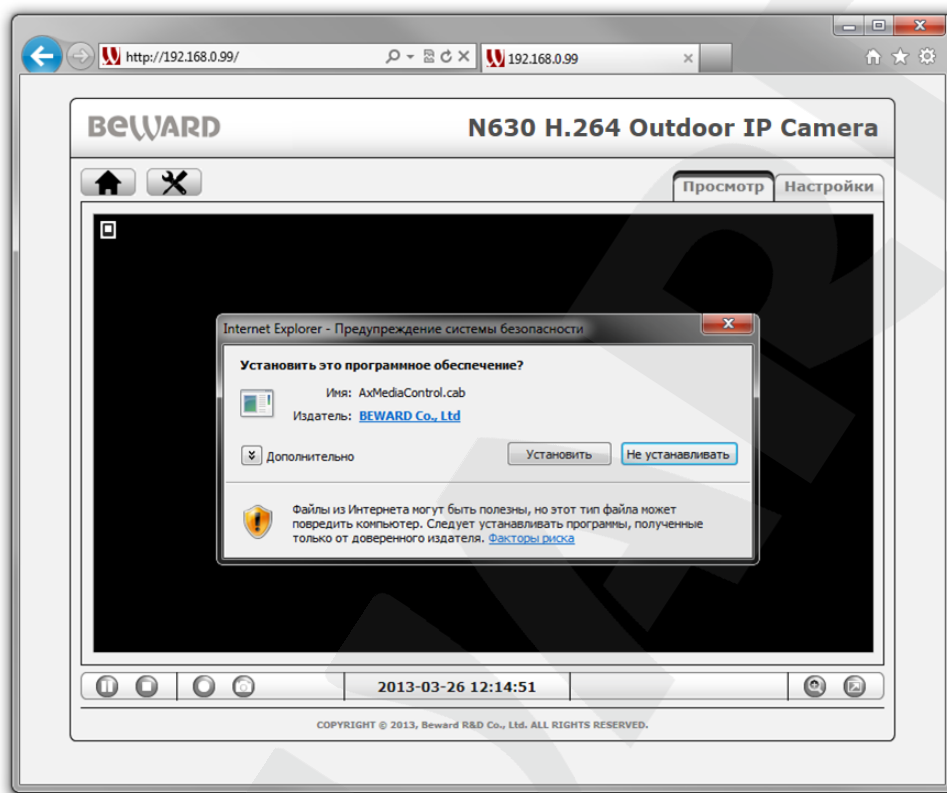 http://192.168.0.99/
192.168.0.99
BEWARD
N630 H.264 Outdoor IP Camera
Просмотр
Настройки
Internet Explorer - Предупреждение системы безопасности
Установить это программное обеспечение?
Имя: AxMediaControl.cab
Издатель: BEWARD Co., Ltd
Дополнительно
Установить
Не устанавливать
Файлы из Интернета могут быть полезны, но этот тип файла может
повредить компьютер. Следует устанавливать программы, полученные
только от доверенного издателя. Факторы риска
2013-03-26 12:14:51
COPYRIGHT © 2013, Beward R&D Co., Ltd. ALL RIGHTS RESERVED.